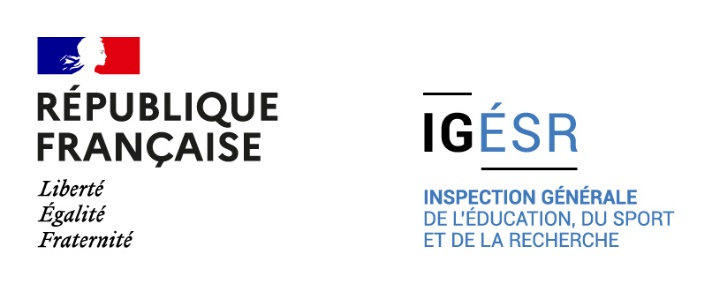 RÉPUBLIQUE
FRANÇAISE
Liberté
Égalité
Fraternité
IGÉSR
INSPECTION GÉNÉRALE
DE L'ÉDUCATION, DU SPORT
ET DE LA RECHERCHE